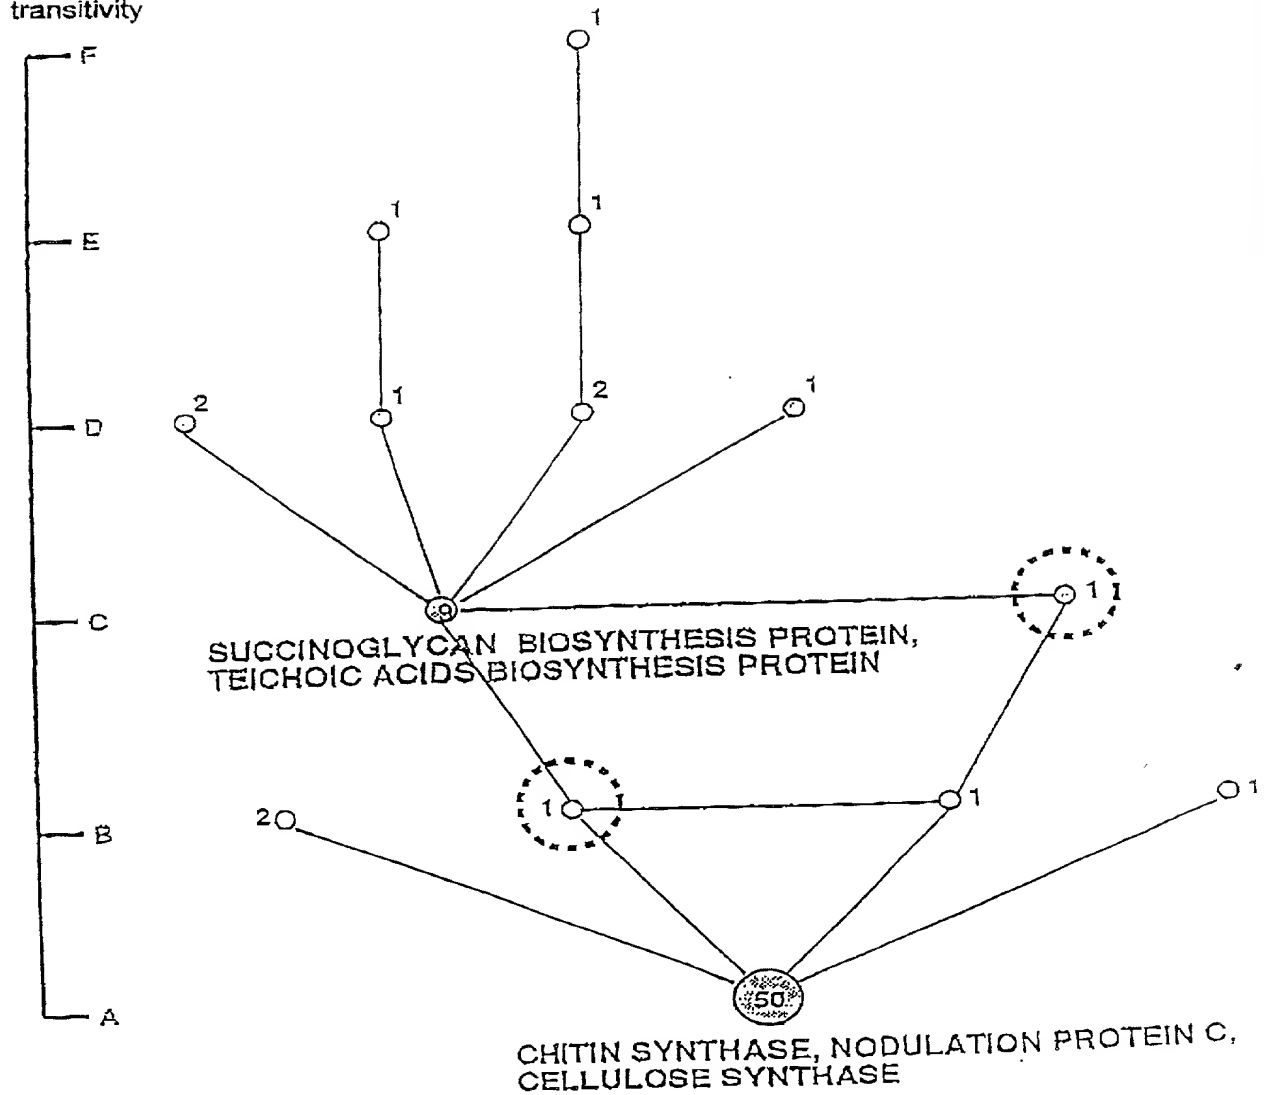 transitivity
1
F
1
1
E
2
1
2
1
D
1
9
C
SUCCINOGLYCAN BIOSYNTHESIS PROTEIN,
TEICHOIC ACIDS BIOSYNTHESIS PROTEIN
1
1
1
2
B
50
A
CHITIN SYNTHASE, NODULATION PROTEIN C,
CELLULOSE SYNTHASE